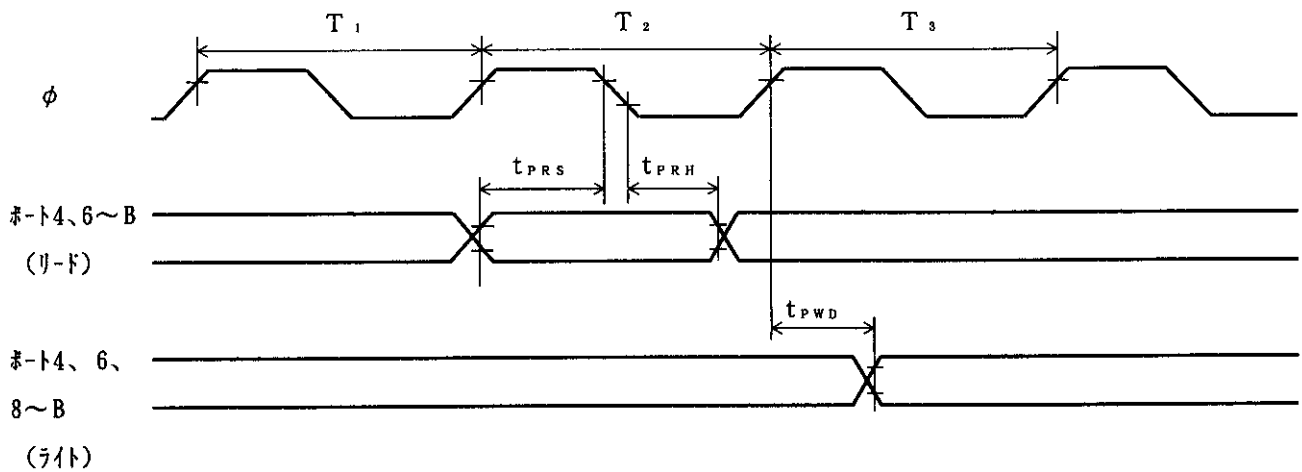 T₁ T₂ T₃
φ
tPRS tPRH
ﾎﾟｰﾄ4、6～B
(ﾘｰﾄﾞ)
tPWD
ﾎﾟｰﾄ4、6、
8～B
(ﾗｲﾄ)